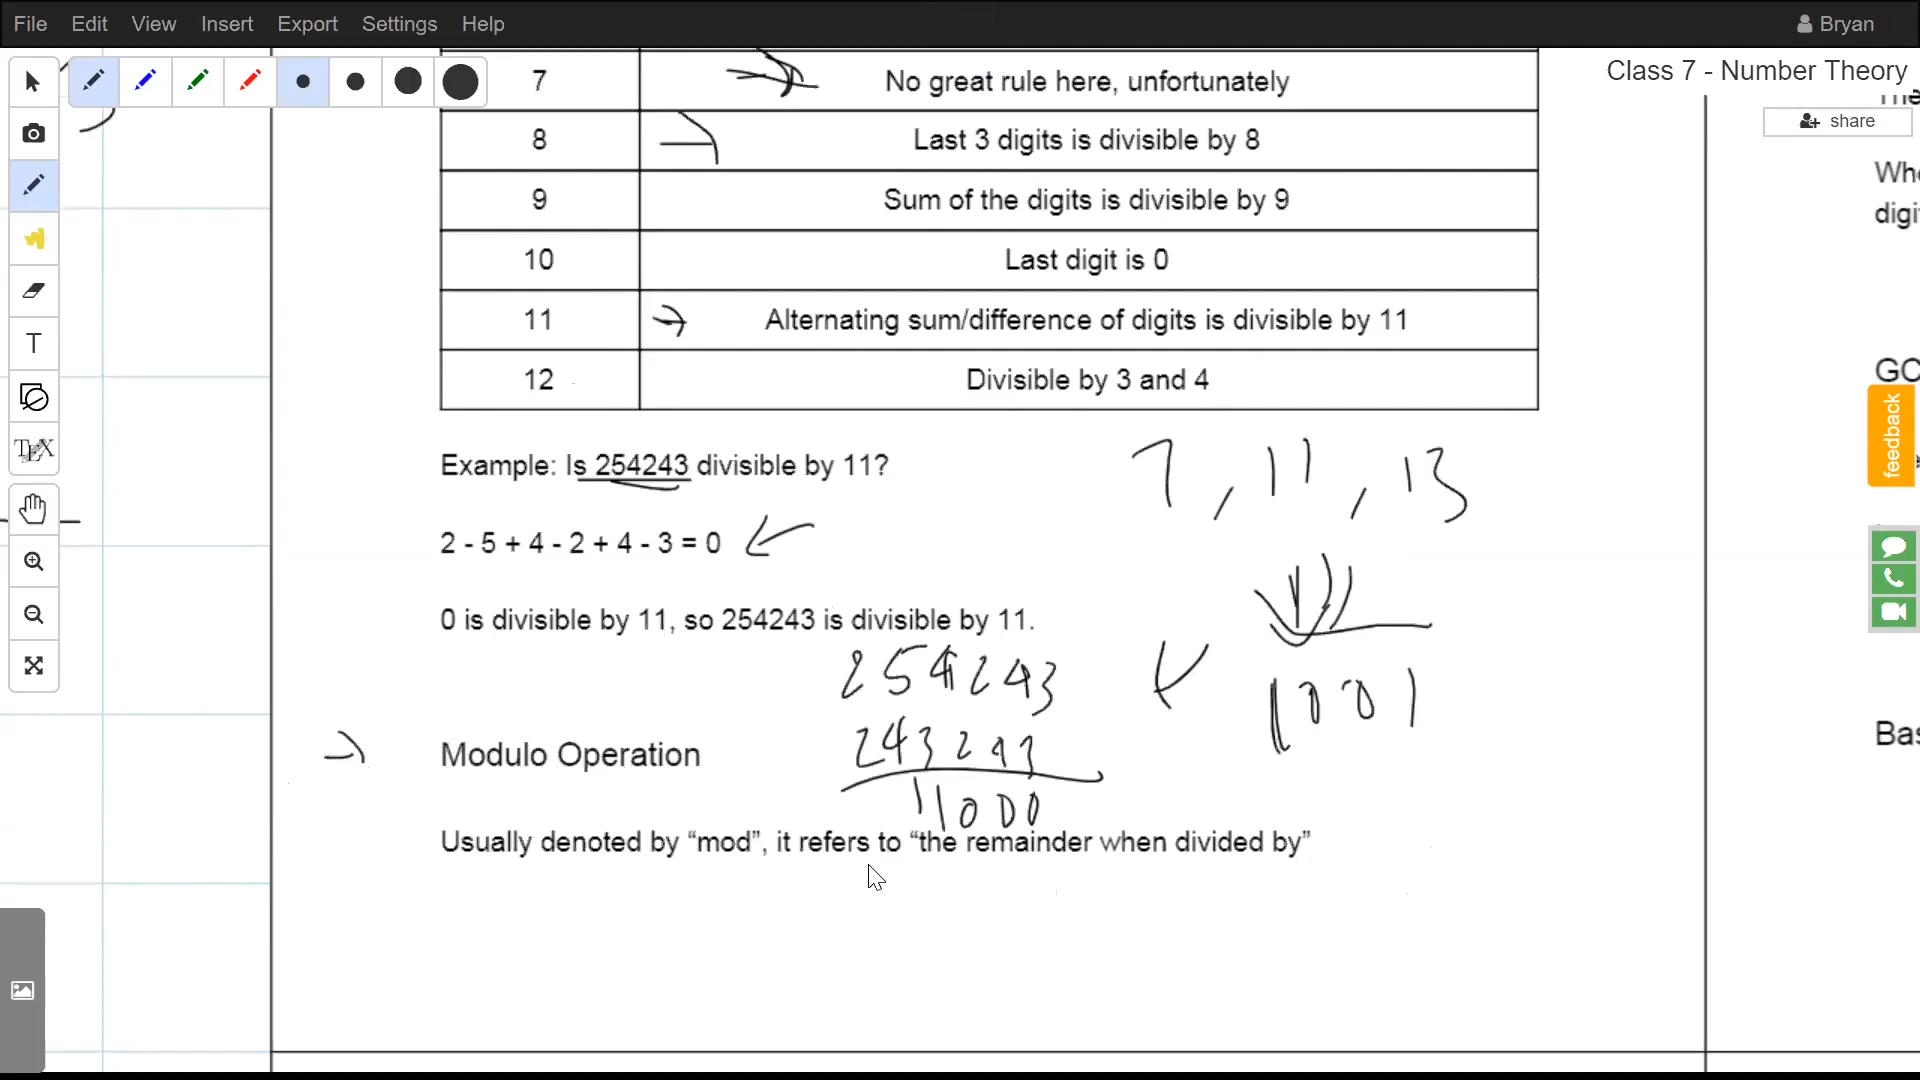 File Edit View Insert Export Settings Help Bryan
Class 7 - Number Theory
share
7 No great rule here, unfortunately
8 Last 3 digits is divisible by 8
9 Sum of the digits is divisible by 9
10 Last digit is 0
11 Alternating sum/difference of digits is divisible by 11
12 Divisible by 3 and 4
Example: Is 254243 divisible by 11?
7, 11, 13
2 - 5 + 4 - 2 + 4 - 3 = 0
0 is divisible by 11, so 254243 is divisible by 11.
254243
1001
243243
11000
Modulo Operation
Usually denoted by “mod”, it refers to “the remainder when divided by”
T
TEX
feedback
Whe
digi
GC
Bas